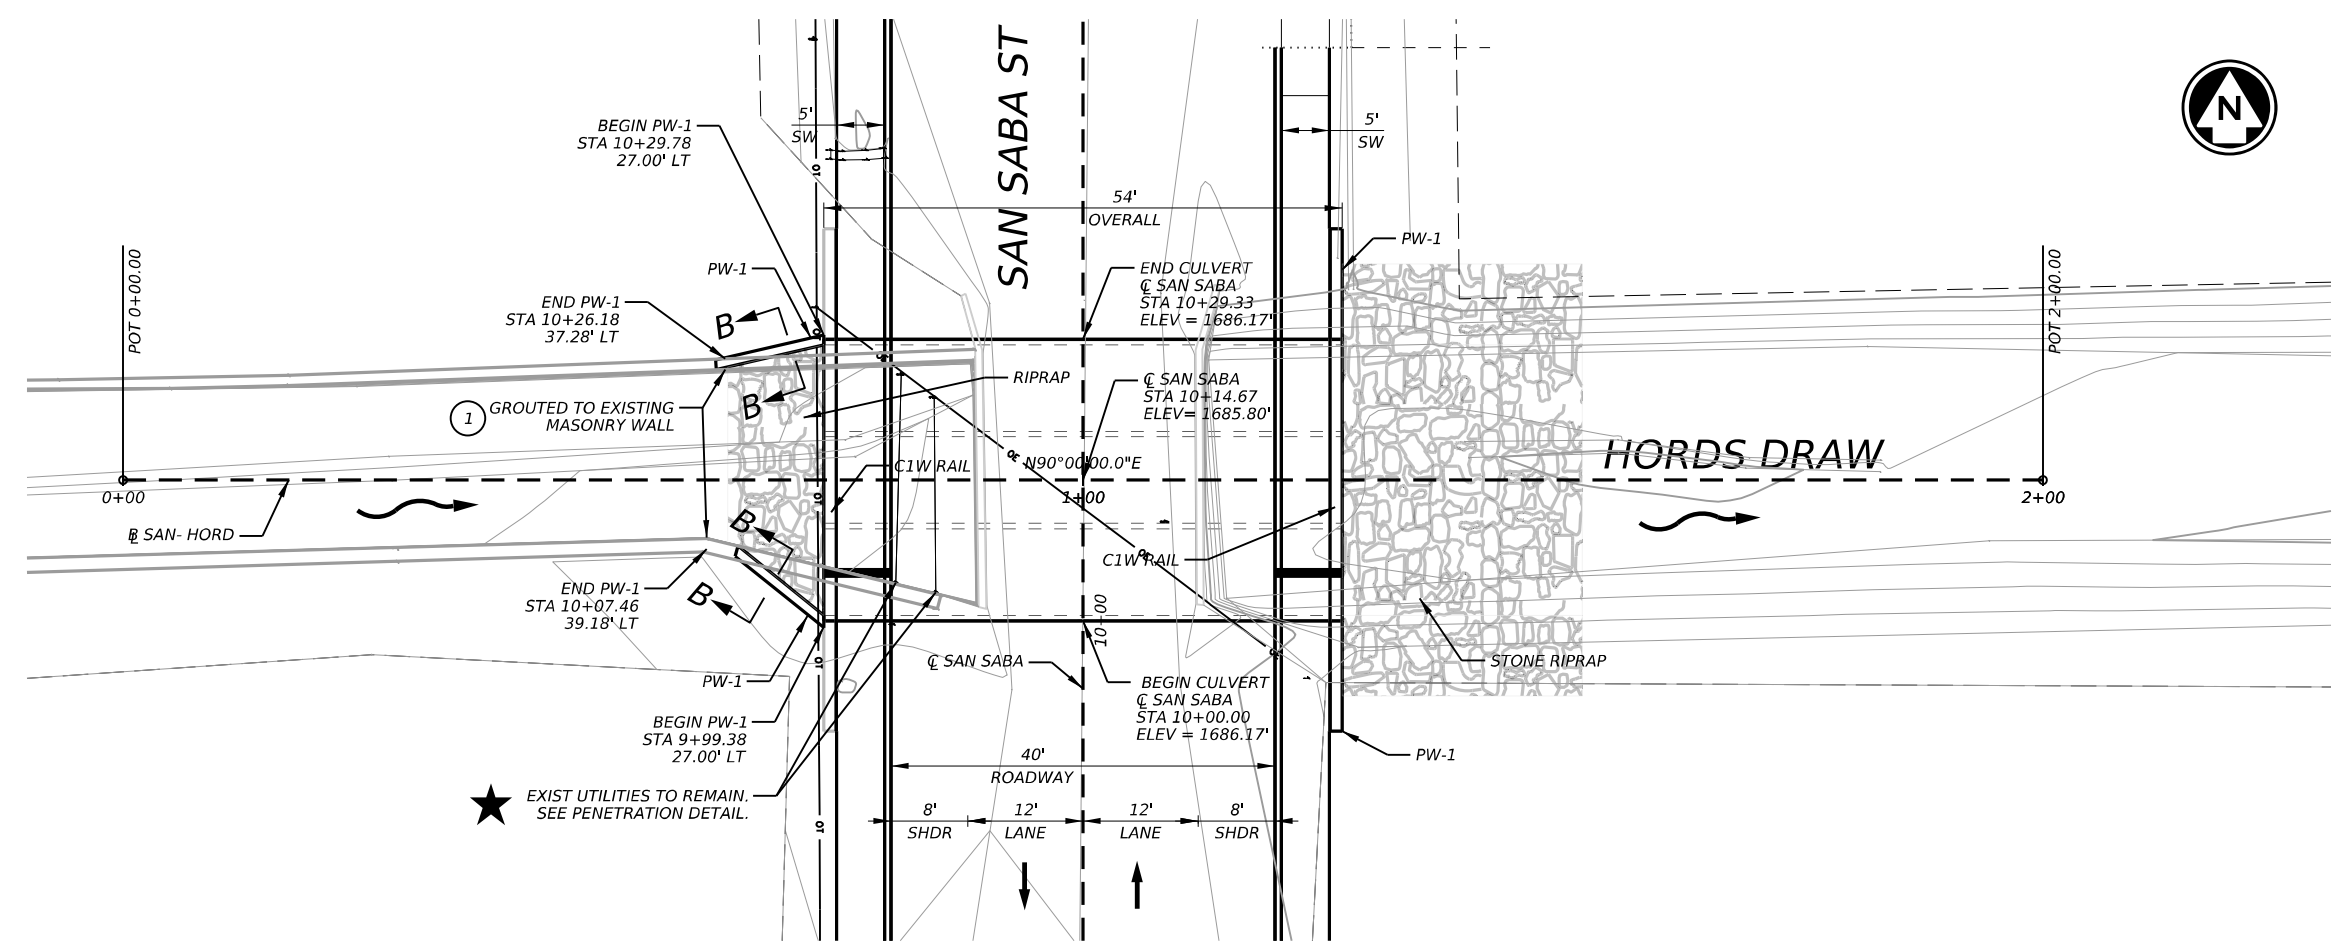 SAN SABA ST
N
5'
SW
5'
SW
BEGIN PW-1
STA 10+29.78
27.00' LT
54'
OVERALL
PW-1
PW-1
END CULVERT
℄ SAN SABA
STA 10+29.33
ELEV = 1686.17'
END PW-1
STA 10+26.18
37.28' LT
B
B
POT 0+00.00
POT 2+00.00
RIPRAP
℄ SAN SABA
STA 10+14.67
ELEV= 1685.80'
1
GROUTED TO EXISTING
MASONRY WALL
C1W RAIL
N90°00'00.0"E
HORDS DRAW
0+00
1+00
2+00
BL SAN- HORD
B
B
C1W RAIL
END PW-1
STA 10+07.46
39.18' LT
10+00
℄ SAN SABA
STONE RIPRAP
PW-1
BEGIN CULVERT
℄ SAN SABA
STA 10+00.00
ELEV = 1686.17'
BEGIN PW-1
STA 9+99.38
27.00' LT
PW-1
40'
ROADWAY
EXIST UTILITIES TO REMAIN.
SEE PENETRATION DETAIL.
8'
SHDR
12'
LANE
12'
LANE
8'
SHDR